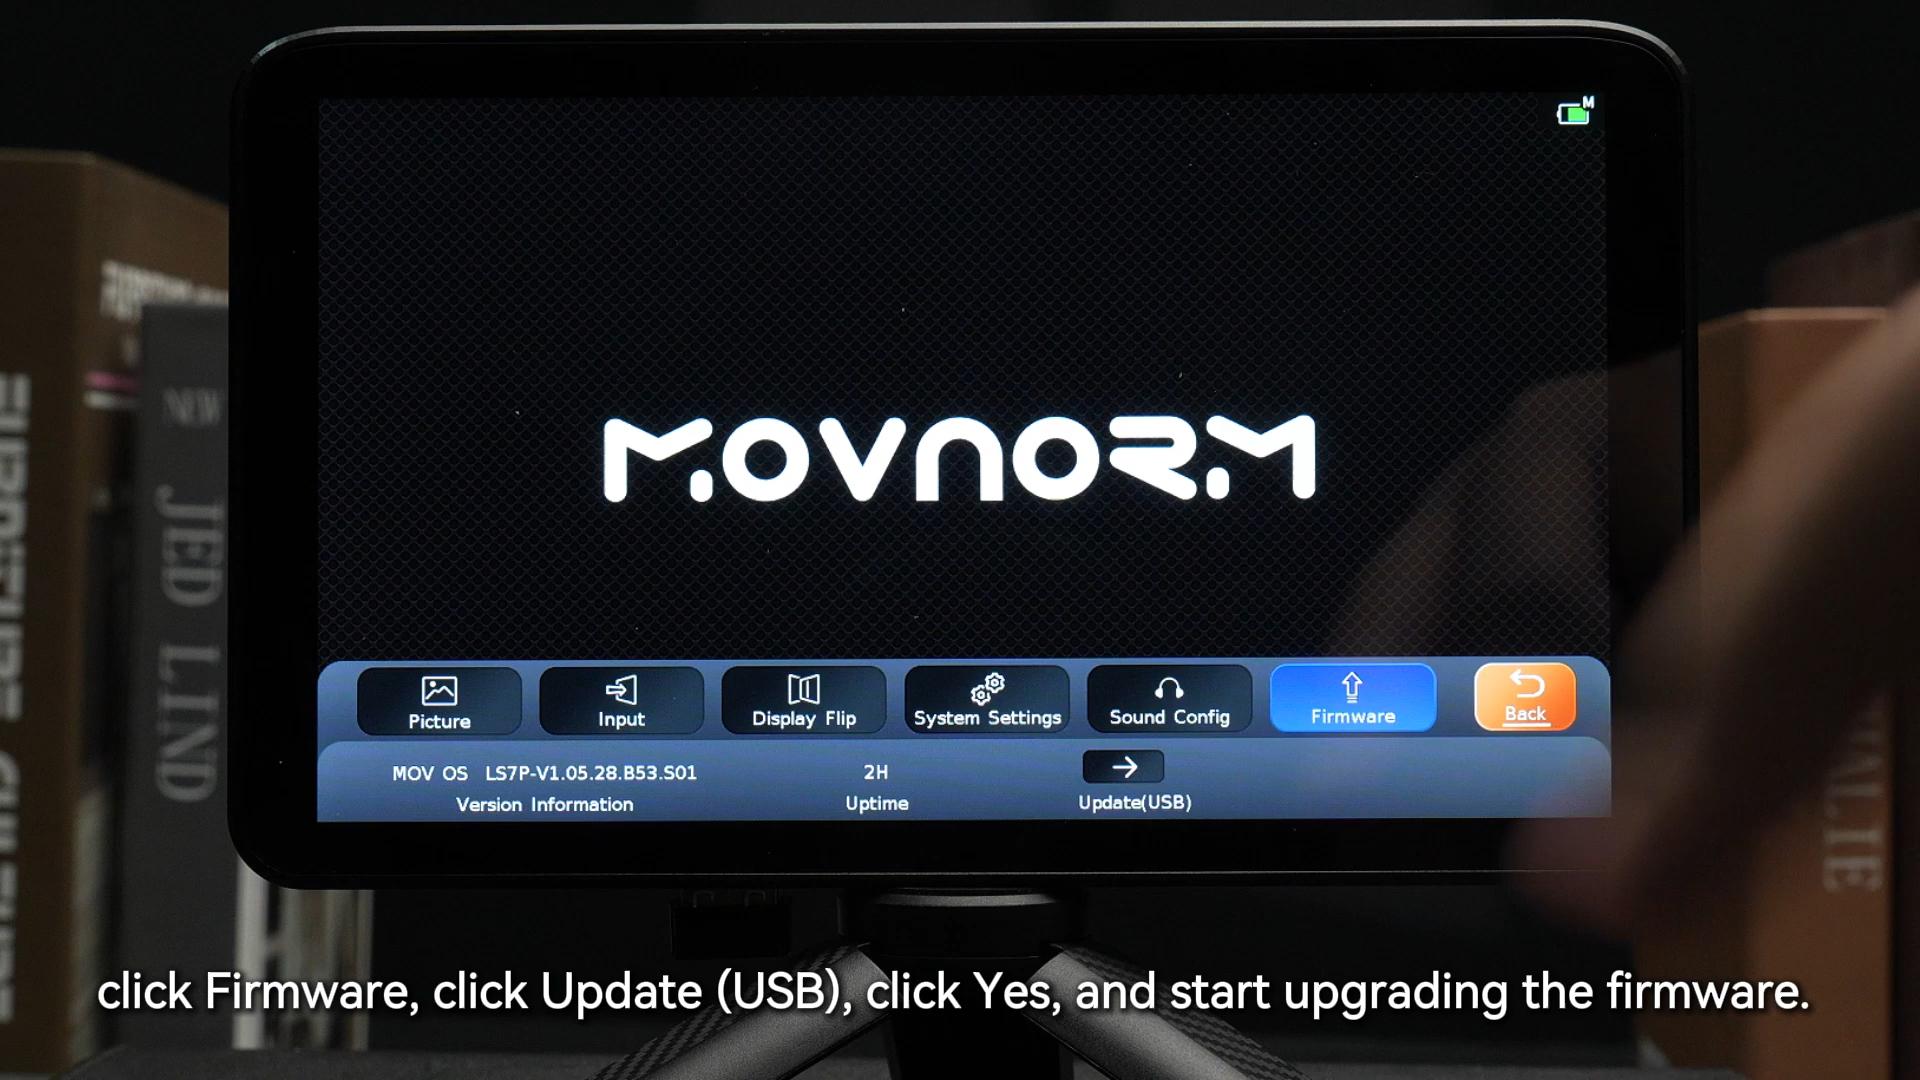 M
MOVNORM
Picture
Input
Display Flip
System Settings
Sound Config
Firmware
Back
MOV OS LS7P-V1.05.28.B53.S01
2H
Version Information
Uptime
Update(USB)
NEW
JED LIND
click Firmware, click Update (USB), click Yes, and start upgrading the firmware.